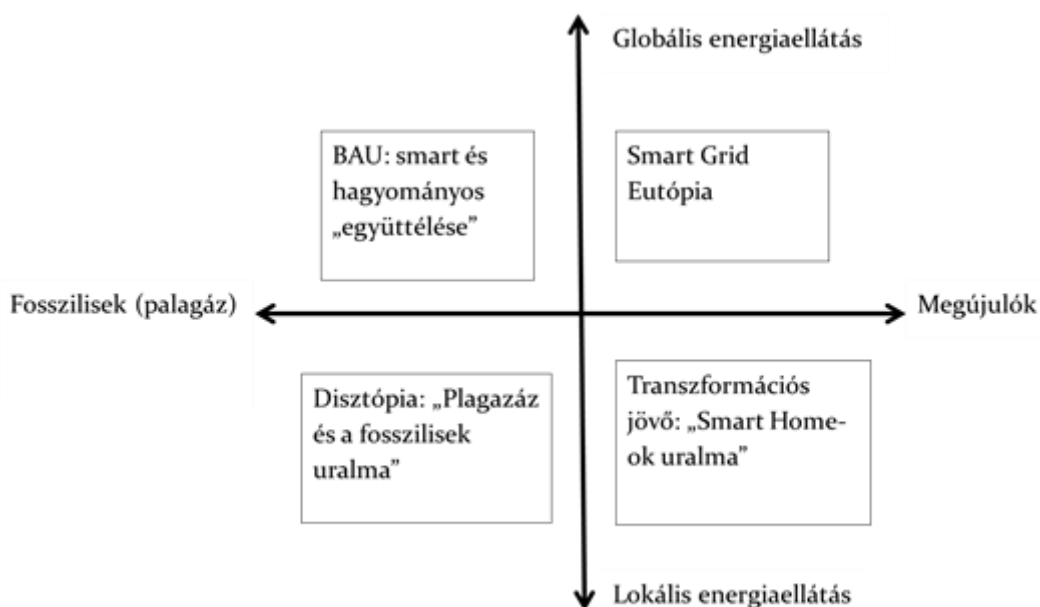 Globális energiaellátás
BAU: smart és
hagyományos
„együttélése”
Smart Grid
Eutópia
Fosszilisek (palagáz)
Megújulók
Disztópia: „Plagazáz
és a fosszilisek
uralma”
Transzformációs
jövő: „Smart Home-
ok uralma”
Lokális energiaellátás